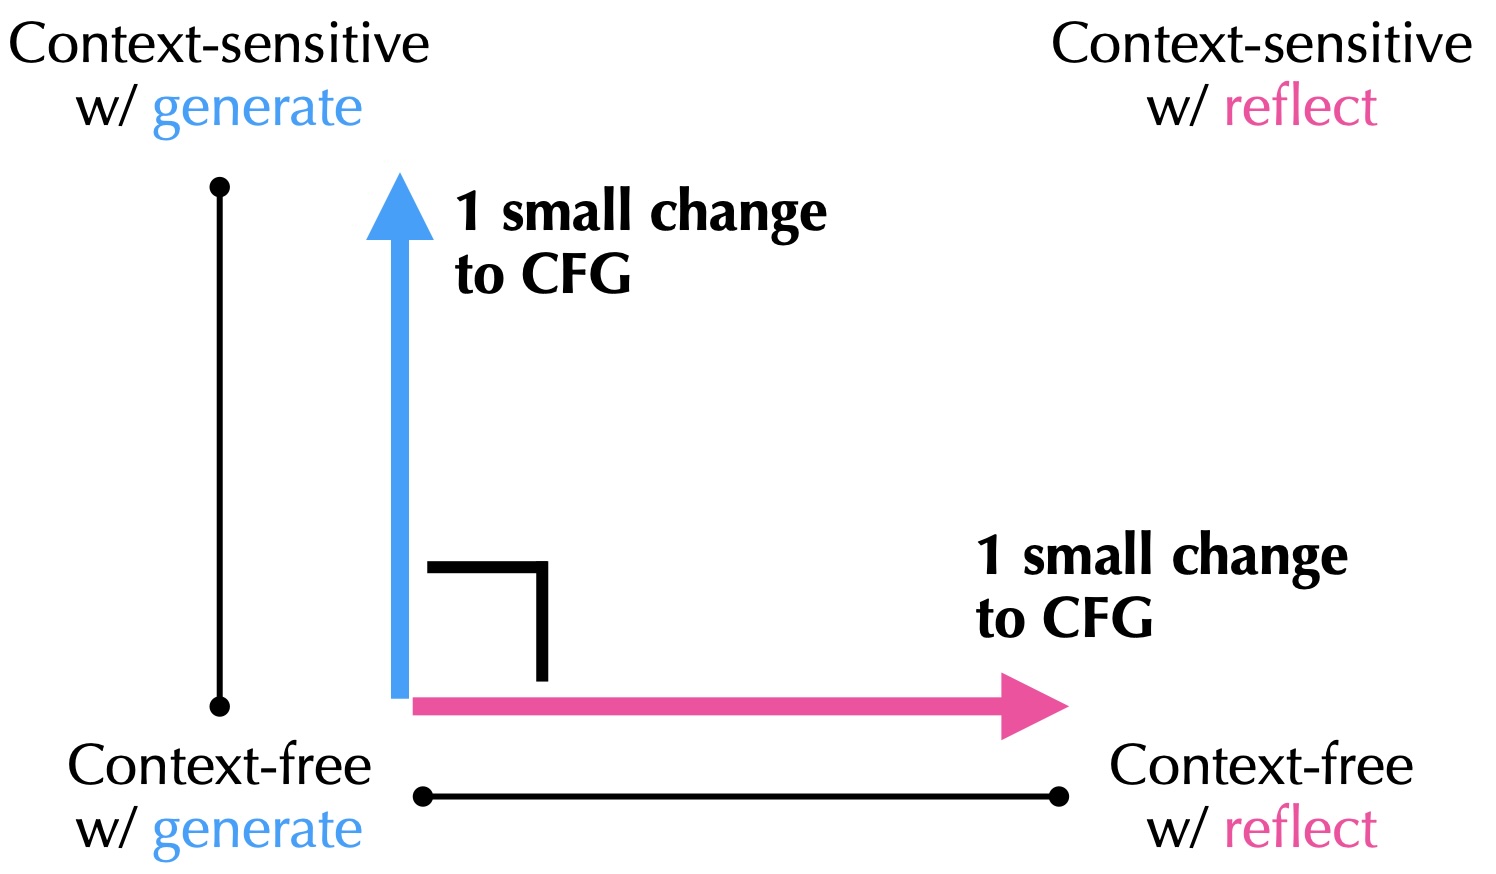 Context-sensitive
w/ generate
Context-sensitive
w/ reflect
1 small change
to CFG
1 small change
to CFG
Context-free
w/ generate
Context-free
w/ reflect